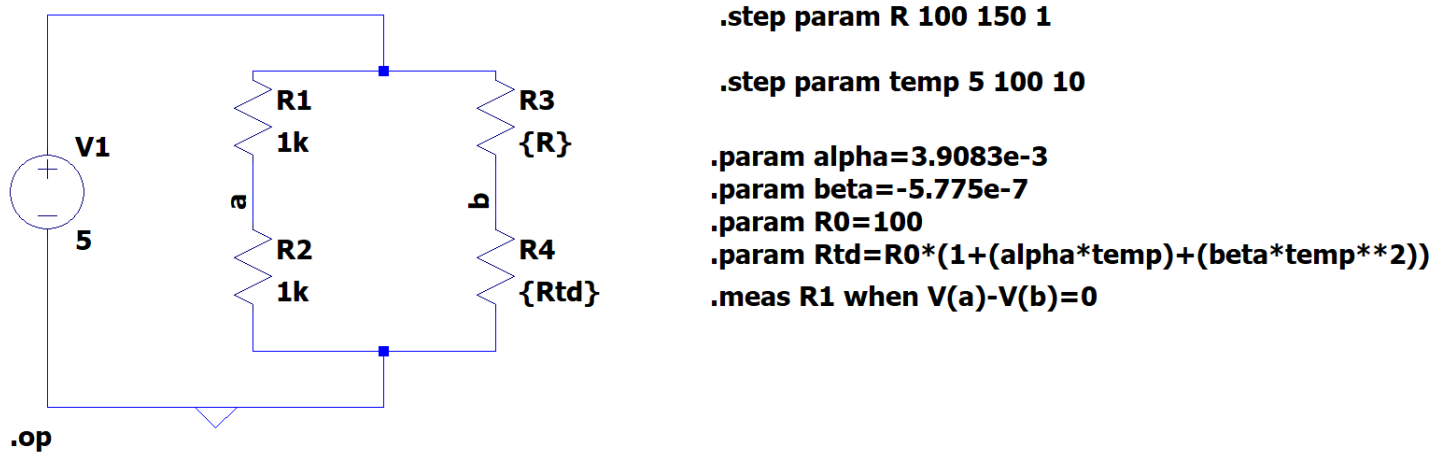 .step param R 100 150 1
.step param temp 5 100 10
R1
1k
R3
{R}
V1
5
a
b
R2
1k
R4
{Rtd}
.param alpha=3.9083e-3
.param beta=-5.775e-7
.param R0=100
.param Rtd=R0*(1+(alpha*temp)+(beta*temp**2))
.meas R1 when V(a)-V(b)=0
.op